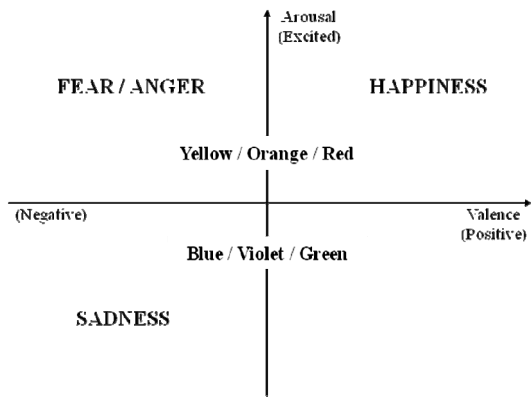 Arousal
(Excited)
FEAR / ANGER
HAPPINESS
Yellow / Orange / Red
(Negative)
Valence
(Positive)
Blue / Violet / Green
SADNESS